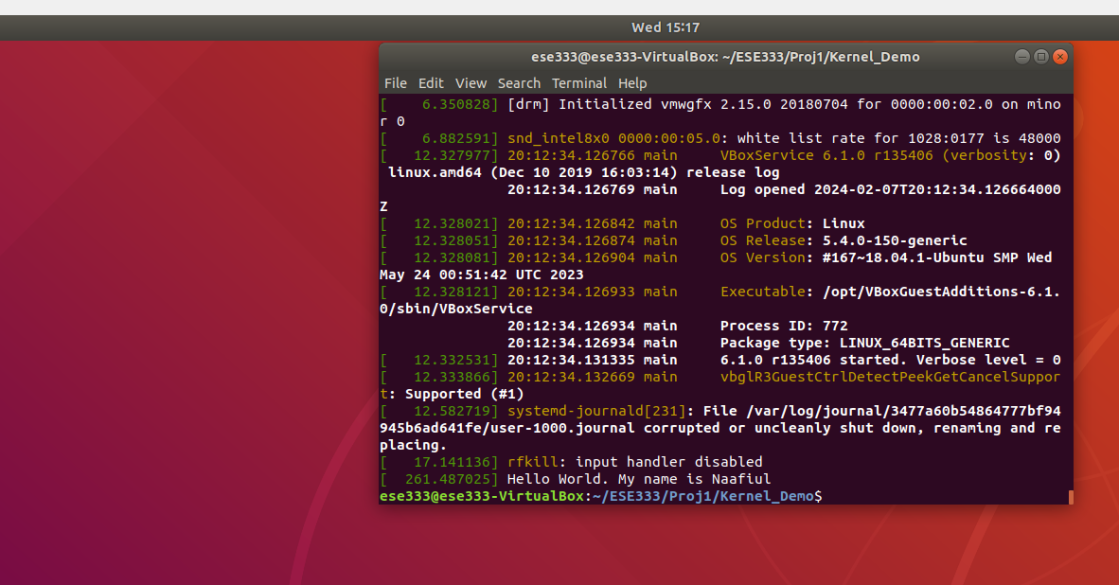 Wed 15:17
ese333@ese333-VirtualBox: ~/ESE333/Proj1/Kernel_Demo
File Edit View Search Terminal Help
[    6.350828] [drm] Initialized vmwgfx 2.15.0 20180704 for 0000:00:02.0 on mino
r 0
[    6.882591] snd_intel8x0 0000:00:05.0: white list rate for 1028:0177 is 48000
[   12.327977] 20:12:34.126766 main     VBoxService 6.1.0 r135406 (verbosity: 0)
 linux.amd64 (Dec 10 2019 16:03:14) release log
               20:12:34.126769 main     Log opened 2024-02-07T20:12:34.126664000
Z
[   12.328021] 20:12:34.126842 main     OS Product: Linux
[   12.328051] 20:12:34.126874 main     OS Release: 5.4.0-150-generic
[   12.328081] 20:12:34.126904 main     OS Version: #167~18.04.1-Ubuntu SMP Wed
May 24 00:51:42 UTC 2023
[   12.328121] 20:12:34.126933 main     Executable: /opt/VBoxGuestAdditions-6.1.
0/sbin/VBoxService
               20:12:34.126934 main     Process ID: 772
               20:12:34.126934 main     Package type: LINUX_64BITS_GENERIC
[   12.332531] 20:12:34.131335 main     6.1.0 r135406 started. Verbose level = 0
[   12.333866] 20:12:34.132669 main     vbglR3GuestCtrlDetectPeekGetCancelSuppor
t: Supported (#1)
[   12.582719] systemd-journald[231]: File /var/log/journal/3477a60b54864777bf94
945b6ad641fe/user-1000.journal corrupted or uncleanly shut down, renaming and re
placing.
[   17.141136] rfkill: input handler disabled
[  261.487025] Hello World. My name is Naafiul
ese333@ese333-VirtualBox:~/ESE333/Proj1/Kernel_Demo$